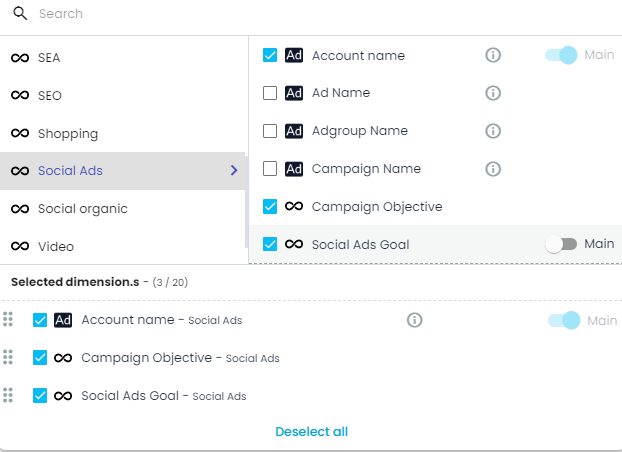 Search
SEA
SEO
Shopping
Social Ads
Social organic
Video
Ad Account name i Main
Ad Ad Name i
Ad Adgroup Name i
Ad Campaign Name i
Campaign Objective
Social Ads Goal Main
Selected dimension.s - (3 / 20)
Ad Account name - Social Ads i Main
Campaign Objective - Social Ads
Social Ads Goal - Social Ads
Deselect all